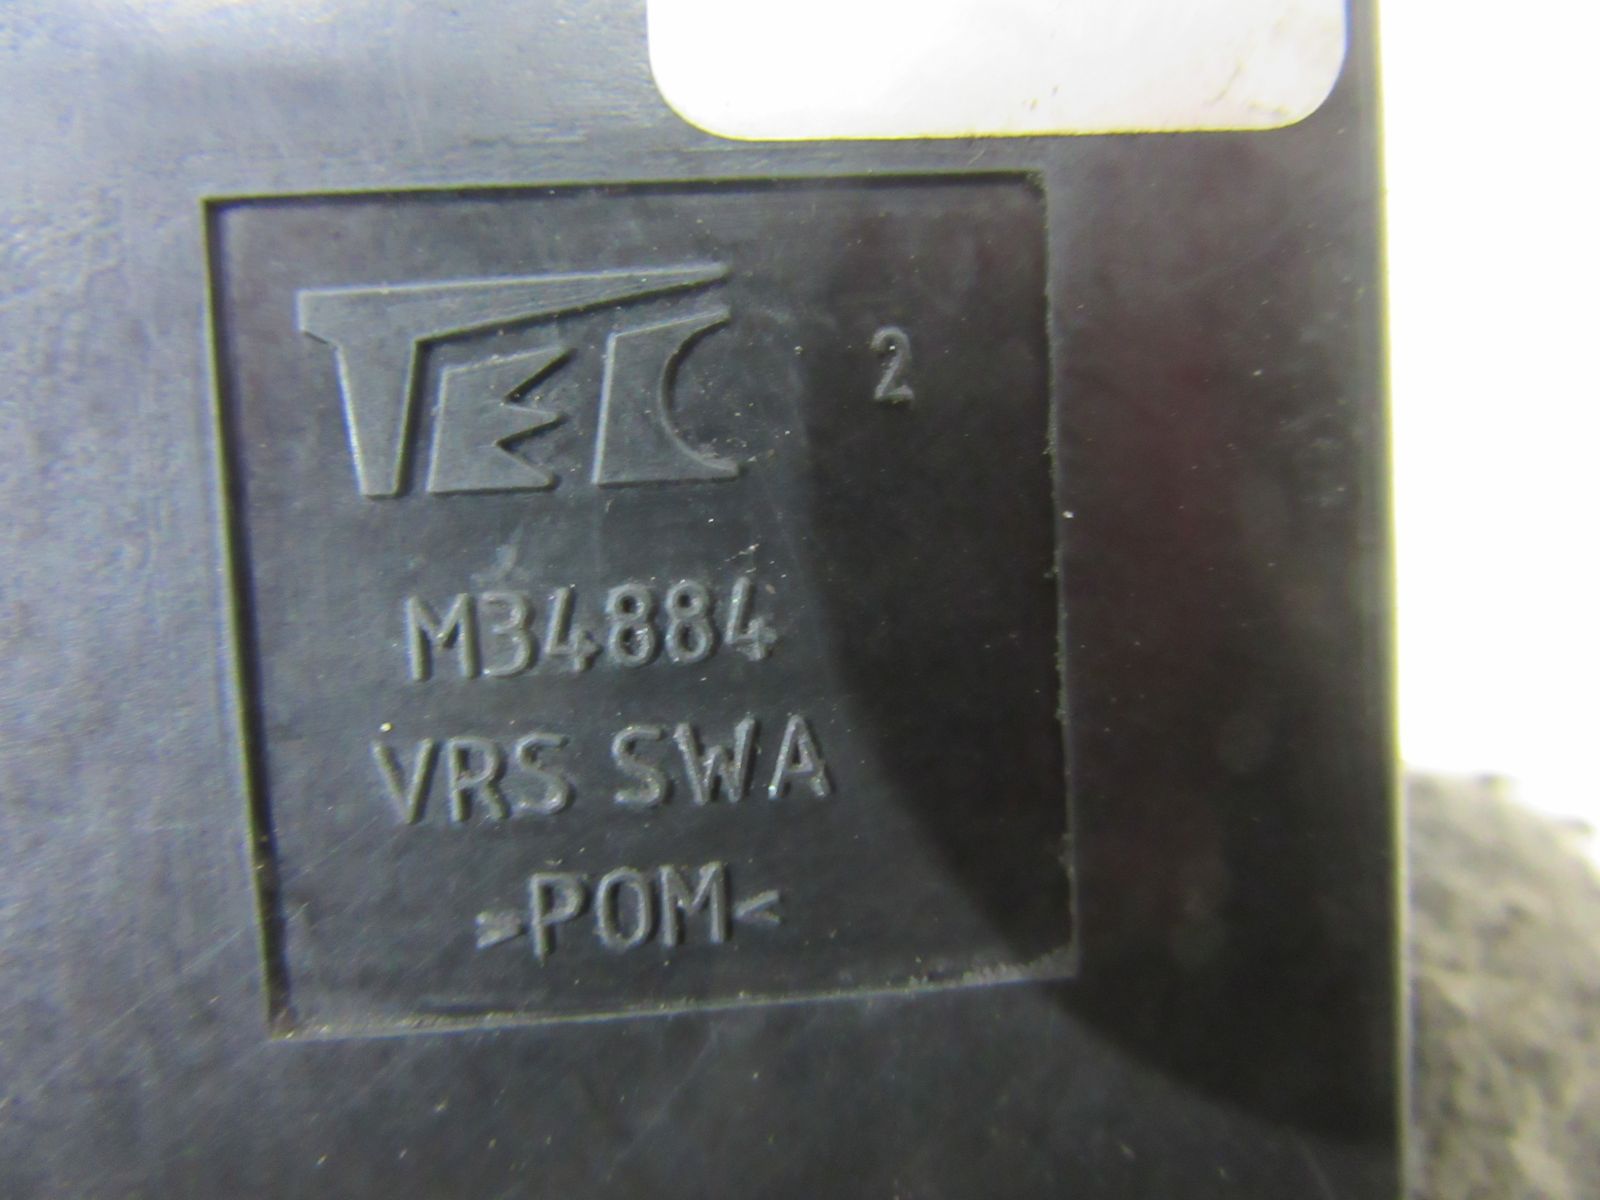 TEC 2
M34884
VRS SWA
>POM<